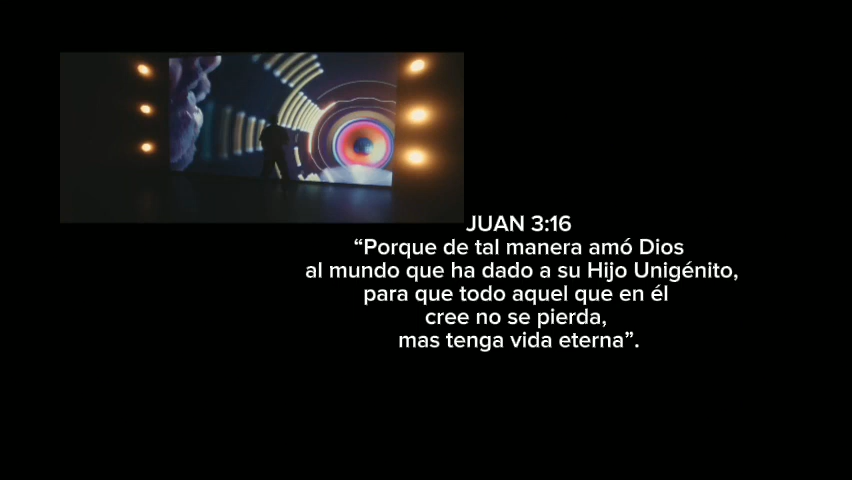 JUAN 3:16
“Porque de tal manera amó Dios
al mundo que ha dado a su Hijo Unigénito,
para que todo aquel que en él
cree no se pierda,
mas tenga vida eterna”.